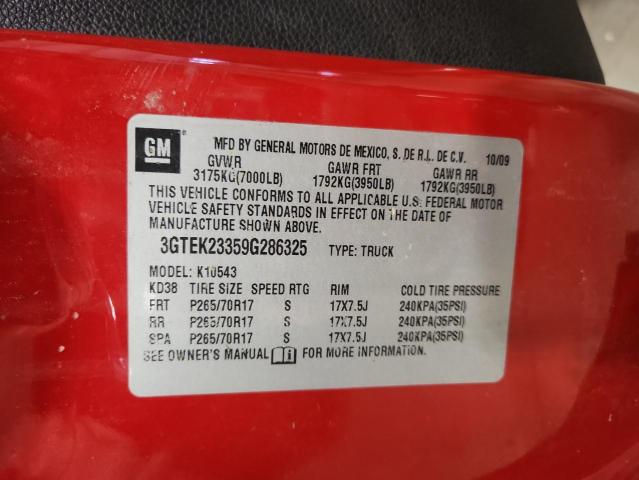 GM MFD BY GENERAL MOTORS DE MEXICO, S. DE R.L. DE C.V. 10/09
GVWR GAWR FRT GAWR RR
3175KG(7000LB) 1792KG(3950LB) 1792KG(3950LB)
THIS VEHICLE CONFORMS TO ALL APPLICABLE U.S. FEDERAL MOTOR
VEHICLE SAFETY STANDARDS IN EFFECT ON THE DATE OF
MANUFACTURE SHOWN ABOVE.
3GTEK23359G286325 TYPE: TRUCK
MODEL: K10543
KD38 TIRE SIZE SPEED RTG RIM COLD TIRE PRESSURE
FRT P265/70R17 S 17X7.5J 240KPA(35PSI)
RR P265/70R17 S 17X7.5J 240KPA(35PSI)
SPA P265/70R17 S 17X7.5J 240KPA(35PSI)
SEE OWNER'S MANUAL FOR MORE INFORMATION.